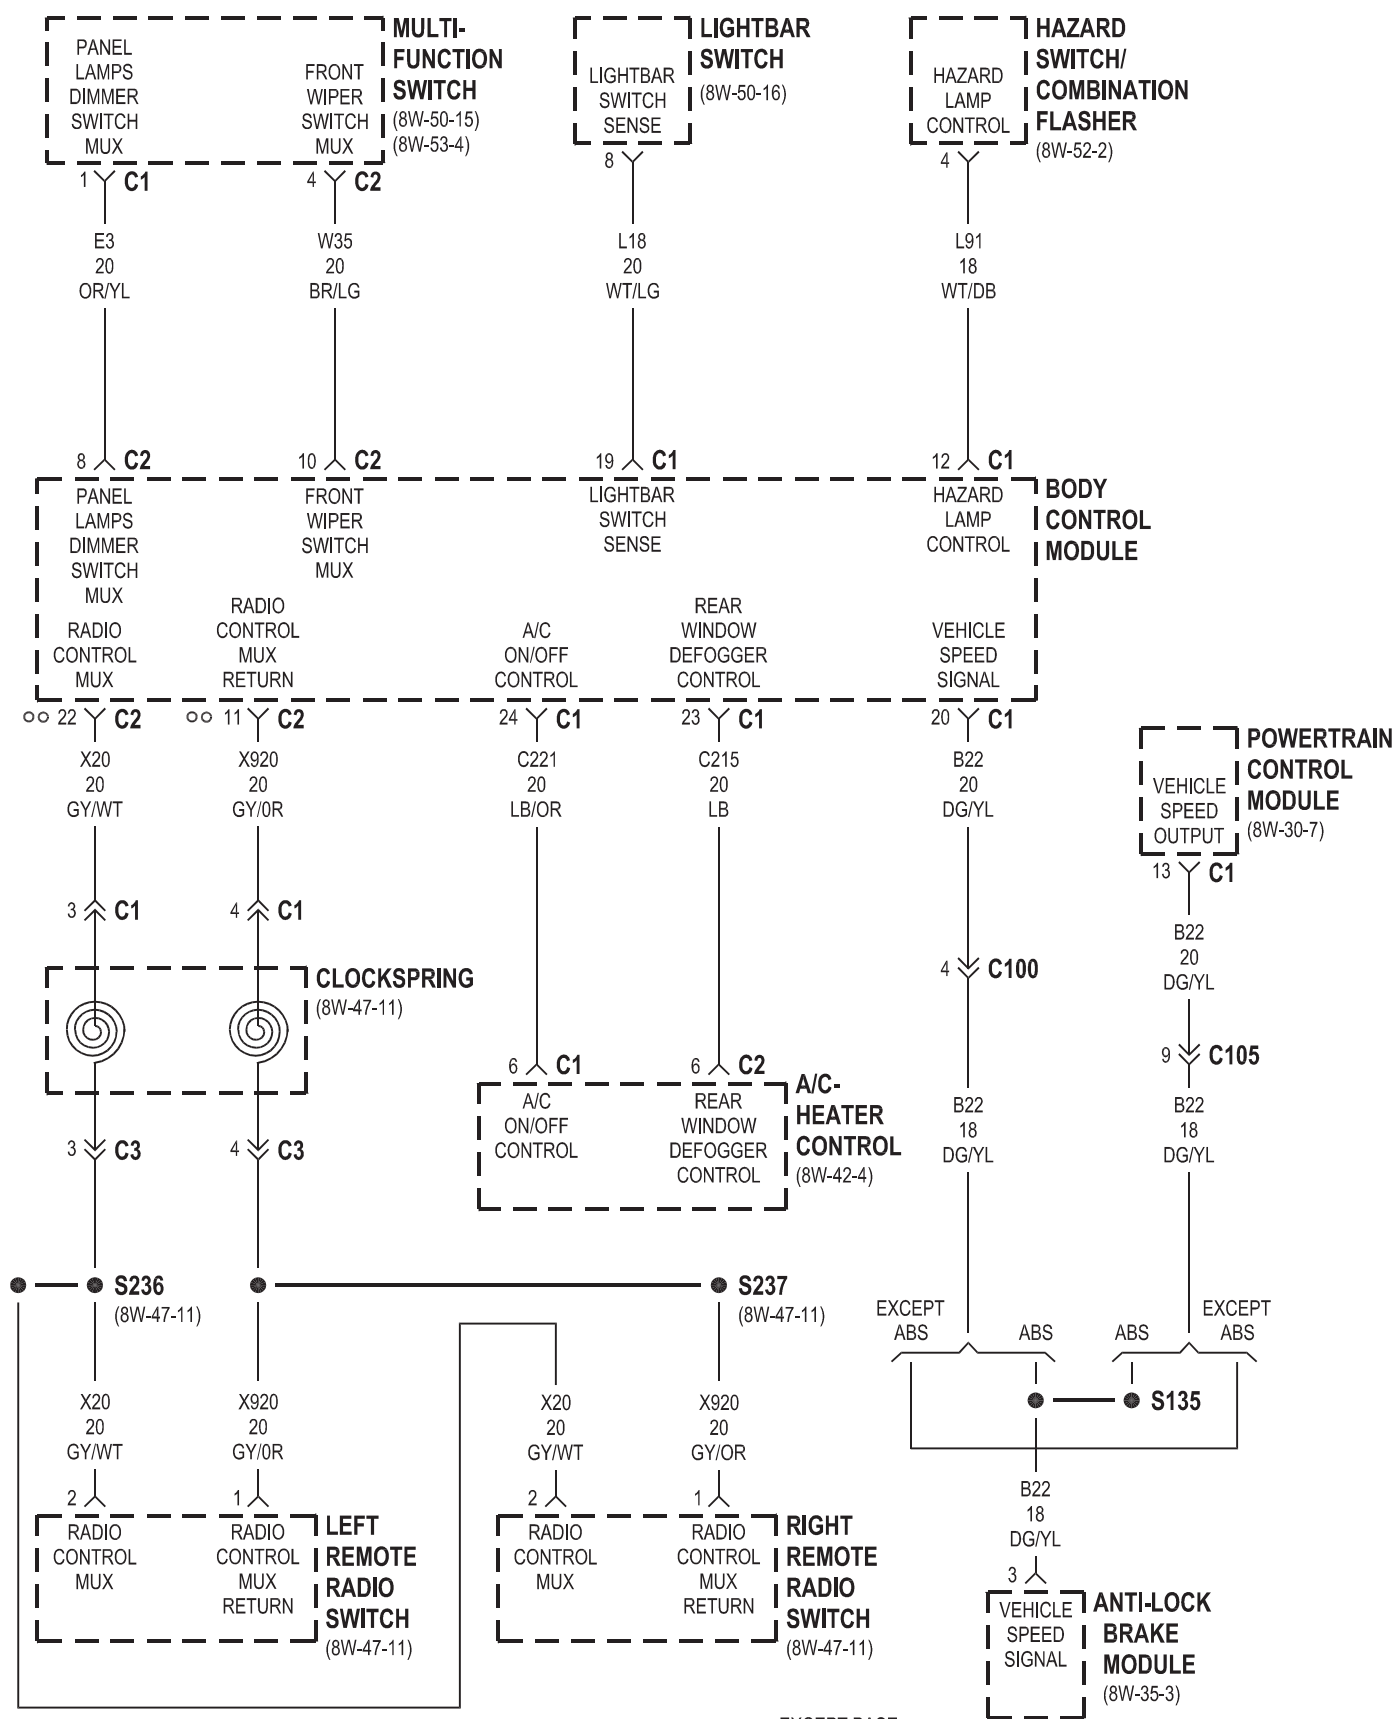 MULTI-
FUNCTION
SWITCH
(8W-50-15)
(8W-53-4)
PANEL
LAMPS
DIMMER
SWITCH
MUX
FRONT
WIPER
SWITCH
MUX
LIGHTBAR
SWITCH
(8W-50-16)
LIGHTBAR
SWITCH
SENSE
HAZARD
SWITCH/
COMBINATION
FLASHER
(8W-52-2)
HAZARD
LAMP
CONTROL
1 C1
4 C2
8
4
E3
20
OR/YL
W35
20
BR/LG
L18
20
WT/LG
L91
18
WT/DB
8 C2
10 C2
19 C1
12 C1
BODY
CONTROL
MODULE
PANEL
LAMPS
DIMMER
SWITCH
MUX
FRONT
WIPER
SWITCH
MUX
LIGHTBAR
SWITCH
SENSE
HAZARD
LAMP
CONTROL
RADIO
CONTROL
MUX
RADIO
CONTROL
MUX
RETURN
A/C
ON/OFF
CONTROL
REAR
WINDOW
DEFOGGER
CONTROL
VEHICLE
SPEED
SIGNAL
22 C2
11 C2
24 C1
23 C1
20 C1
X20
20
GY/WT
X920
20
GY/0R
C221
20
LB/OR
C215
20
LB
B22
20
DG/YL
POWERTRAIN
CONTROL
MODULE
(8W-30-7)
VEHICLE
SPEED
OUTPUT
13 C1
B22
20
DG/YL
3 C1
4 C1
CLOCKSPRING
(8W-47-11)
4 C100
9 C105
6 C1
6 C2
A/C-
HEATER
CONTROL
(8W-42-4)
A/C
ON/OFF
CONTROL
REAR
WINDOW
DEFOGGER
CONTROL
B22
18
DG/YL
B22
18
DG/YL
3 C3
4 C3
S236
(8W-47-11)
S237
(8W-47-11)
EXCEPT
ABS
ABS
ABS
EXCEPT
ABS
S135
X20
20
GY/WT
X920
20
GY/0R
X20
20
GY/WT
X920
20
GY/OR
B22
18
DG/YL
2
1
2
1
3
LEFT
REMOTE
RADIO
SWITCH
(8W-47-11)
RADIO
CONTROL
MUX
RADIO
CONTROL
MUX
RETURN
RIGHT
REMOTE
RADIO
SWITCH
(8W-47-11)
RADIO
CONTROL
MUX
RADIO
CONTROL
MUX
RETURN
ANTI-LOCK
BRAKE
MODULE
(8W-35-3)
VEHICLE
SPEED
SIGNAL